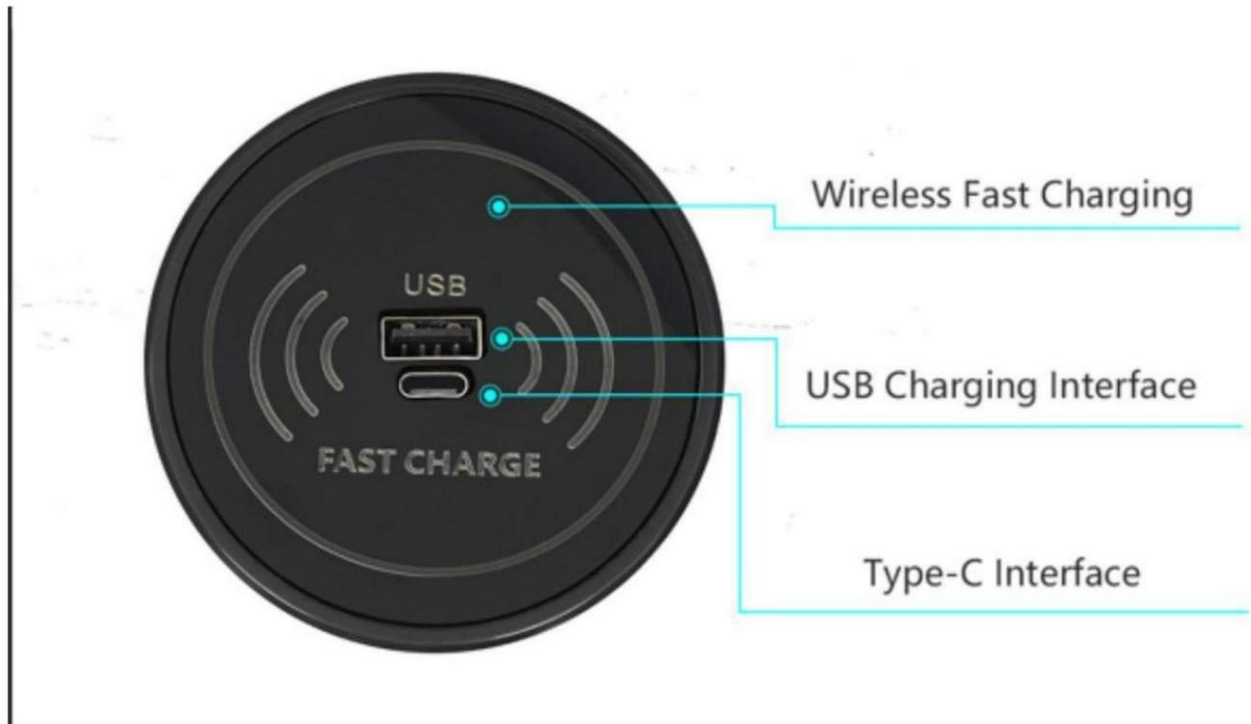 Wireless Fast Charging
USB
USB Charging Interface
FAST CHARGE
Type-C Interface